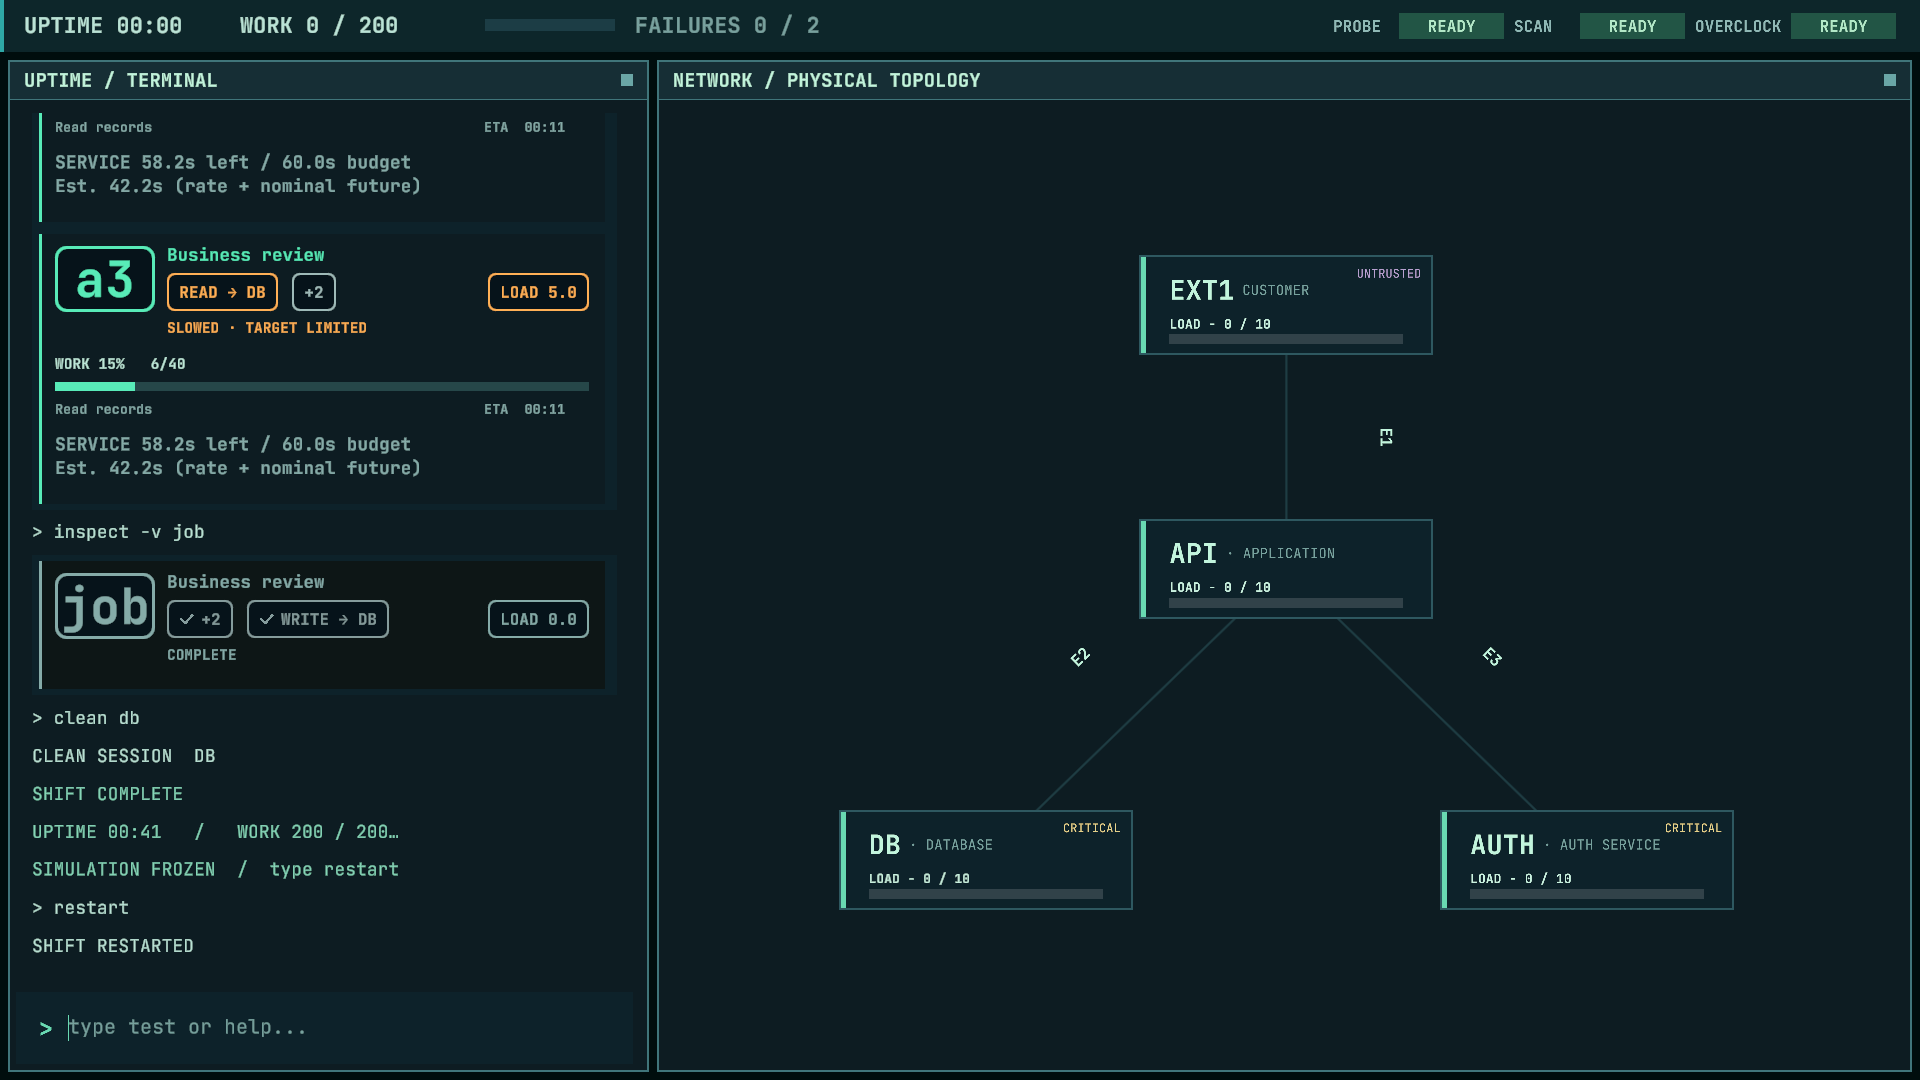 UPTIME 00:00 WORK 0 / 200 FAILURES 0 / 2 PROBE READY SCAN READY OVERCLOCK READY
UPTIME / TERMINAL
Read records ETA 00:11
SERVICE 58.2s left / 60.0s budget
Est. 42.2s (rate + nominal future)
a3 Business review
READ → DB +2 LOAD 5.0
SLOWED · TARGET LIMITED
WORK 15% 6/40
Read records ETA 00:11
SERVICE 58.2s left / 60.0s budget
Est. 42.2s (rate + nominal future)
> inspect -v job
job Business review
✓ +2 ✓ WRITE → DB LOAD 0.0
COMPLETE
> clean db
CLEAN SESSION DB
SHIFT COMPLETE
UPTIME 00:41 / WORK 200 / 200…
SIMULATION FROZEN / type restart
> restart
SHIFT RESTARTED
> type test or help...
NETWORK / PHYSICAL TOPOLOGY
UNTRUSTED
EXT1 CUSTOMER
LOAD - 0 / 10
E1
API · APPLICATION
LOAD - 0 / 10
E2
E3
CRITICAL
DB · DATABASE
LOAD - 0 / 10
CRITICAL
AUTH · AUTH SERVICE
LOAD - 0 / 10